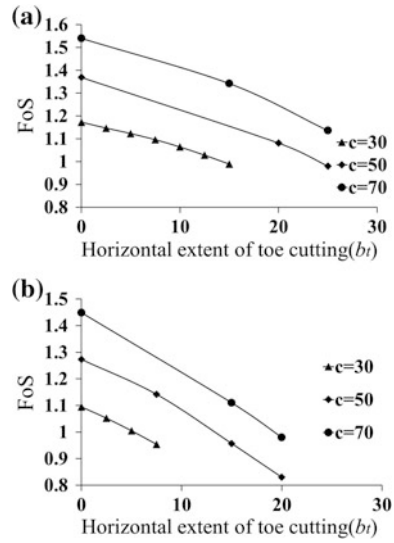 (a)
1.6
1.5
1.4
1.3
1.2
1.1
1
0.9
0.8
FoS
c=30
c=50
c=70
0 10 20 30
Horizontal extent of toe cutting(bt)
(b)
1.5
1.4
1.3
1.2
1.1
1
0.9
0.8
FoS
c=30
c=50
c=70
0 10 20 30
Horizontal extent of toe cutting(bt)